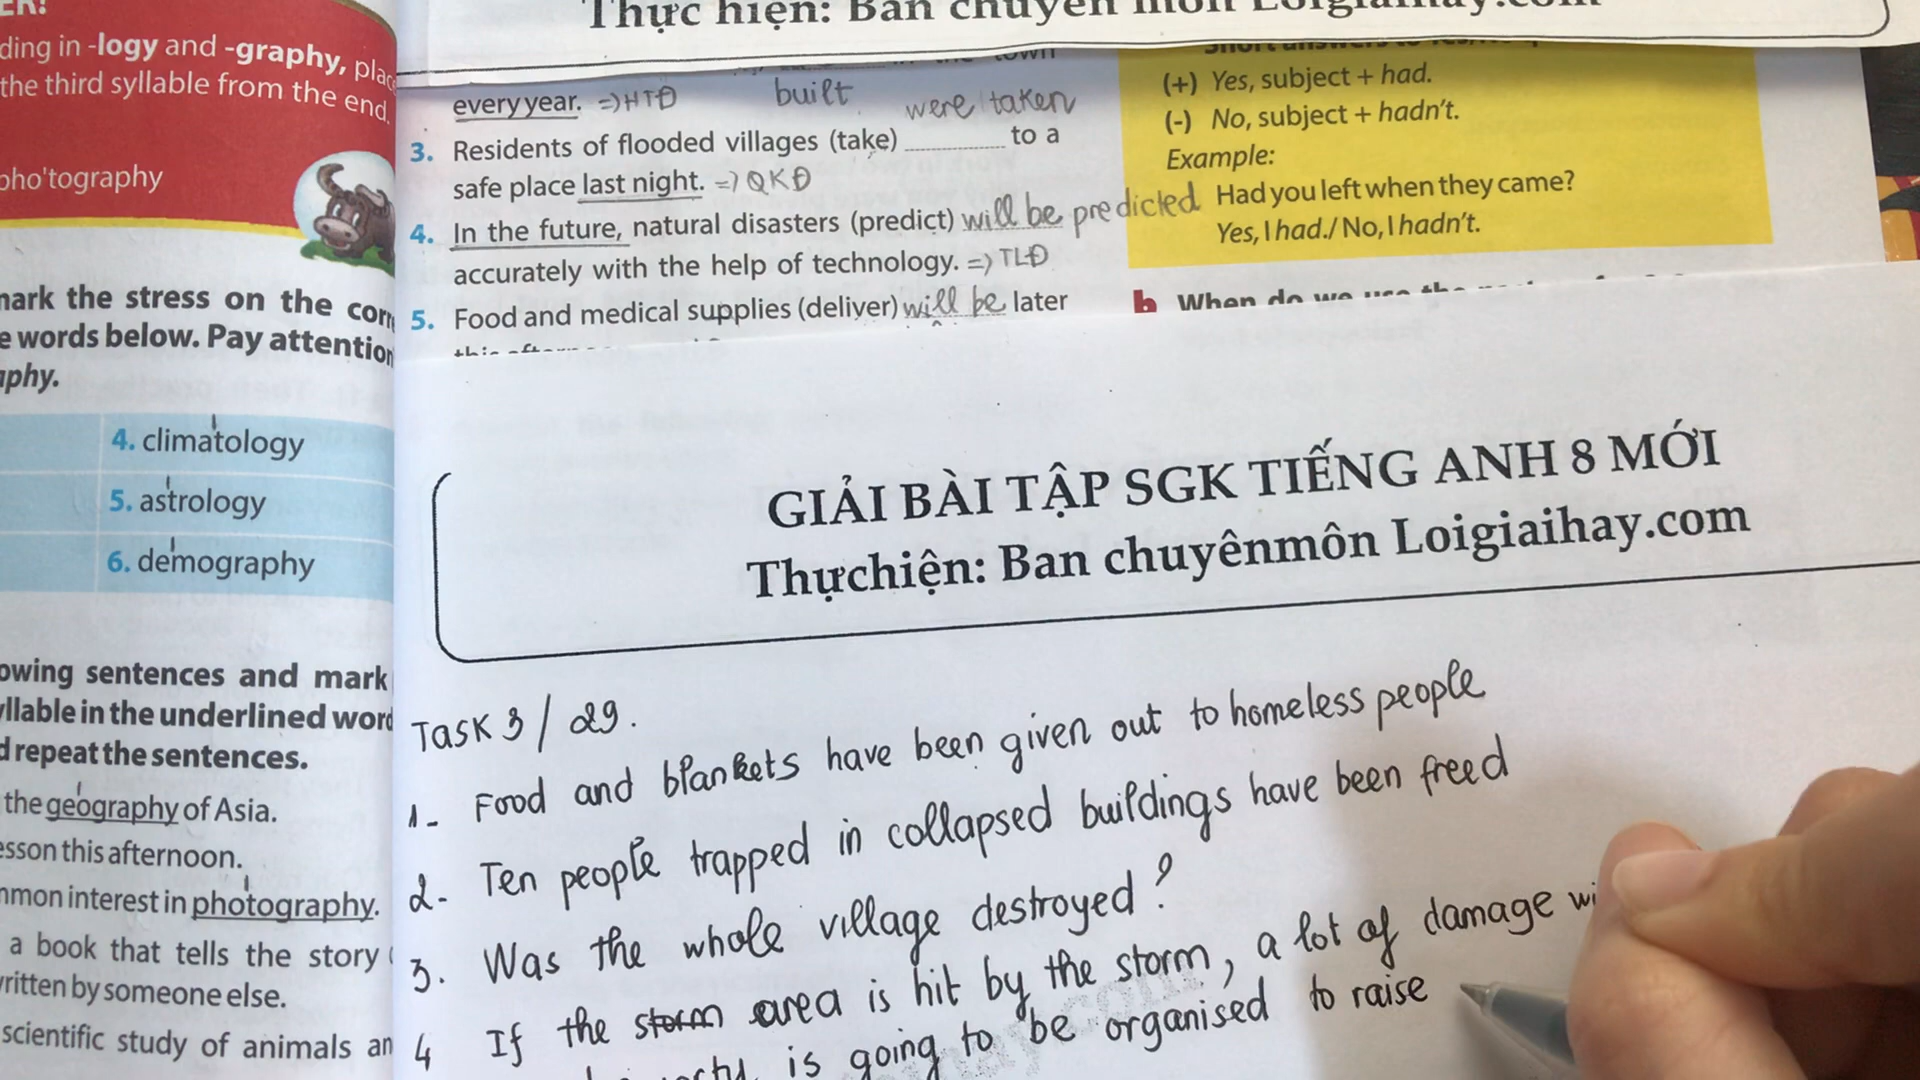 ER!
ding in -logy and -graphy, place
the third syllable from the end.
pho'tography
mark the stress on the corr
e words below. Pay attention
aphy.
4. climatology
5. astrology
6. demography
owing sentences and mark
yllable in the underlined word
d repeat the sentences.
the geography of Asia.
esson this afternoon.
mmon interest in photography.
a book that tells the story
written by someone else.
scientific study of animals an
Thực hiện: Ban chuyên môn Loigiaihay.com
every year. =) HTĐ built were taken
3. Residents of flooded villages (take) to a
safe place last night. =) QKĐ
4. In the future, natural disasters (predict) will be predicted
accurately with the help of technology. =) TLĐ
5. Food and medical supplies (deliver) will be later
(+) Yes, subject + had.
(-) No, subject + hadn't.
Example:
Had you left when they came?
Yes, I had./ No, I hadn't.
b When do we use the
GIẢI BÀI TẬP SGK TIẾNG ANH 8 MỚI
Thựchiện: Ban chuyênmôn Loigiaihay.com
Task 3 / 29.
1- Food and blankets have been given out to homeless people
2- Ten people trapped in collapsed buildings have been freed
3. Was the whole village destroyed?
4 If the storm area is hit by the storm, a lot of damage wi
is going to be organised to raise